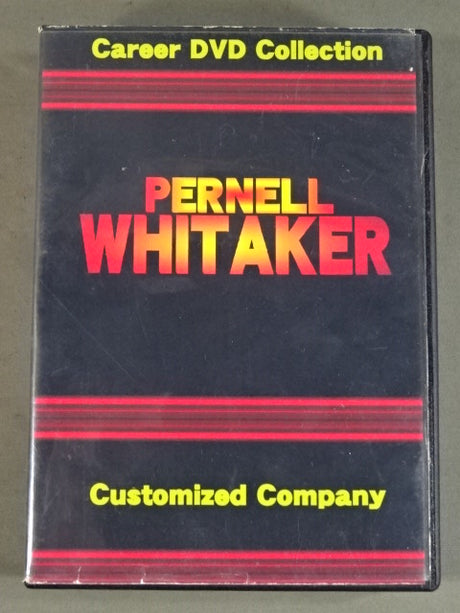 Career DVD Collection
PERNELL
WHITAKER
Customized Company